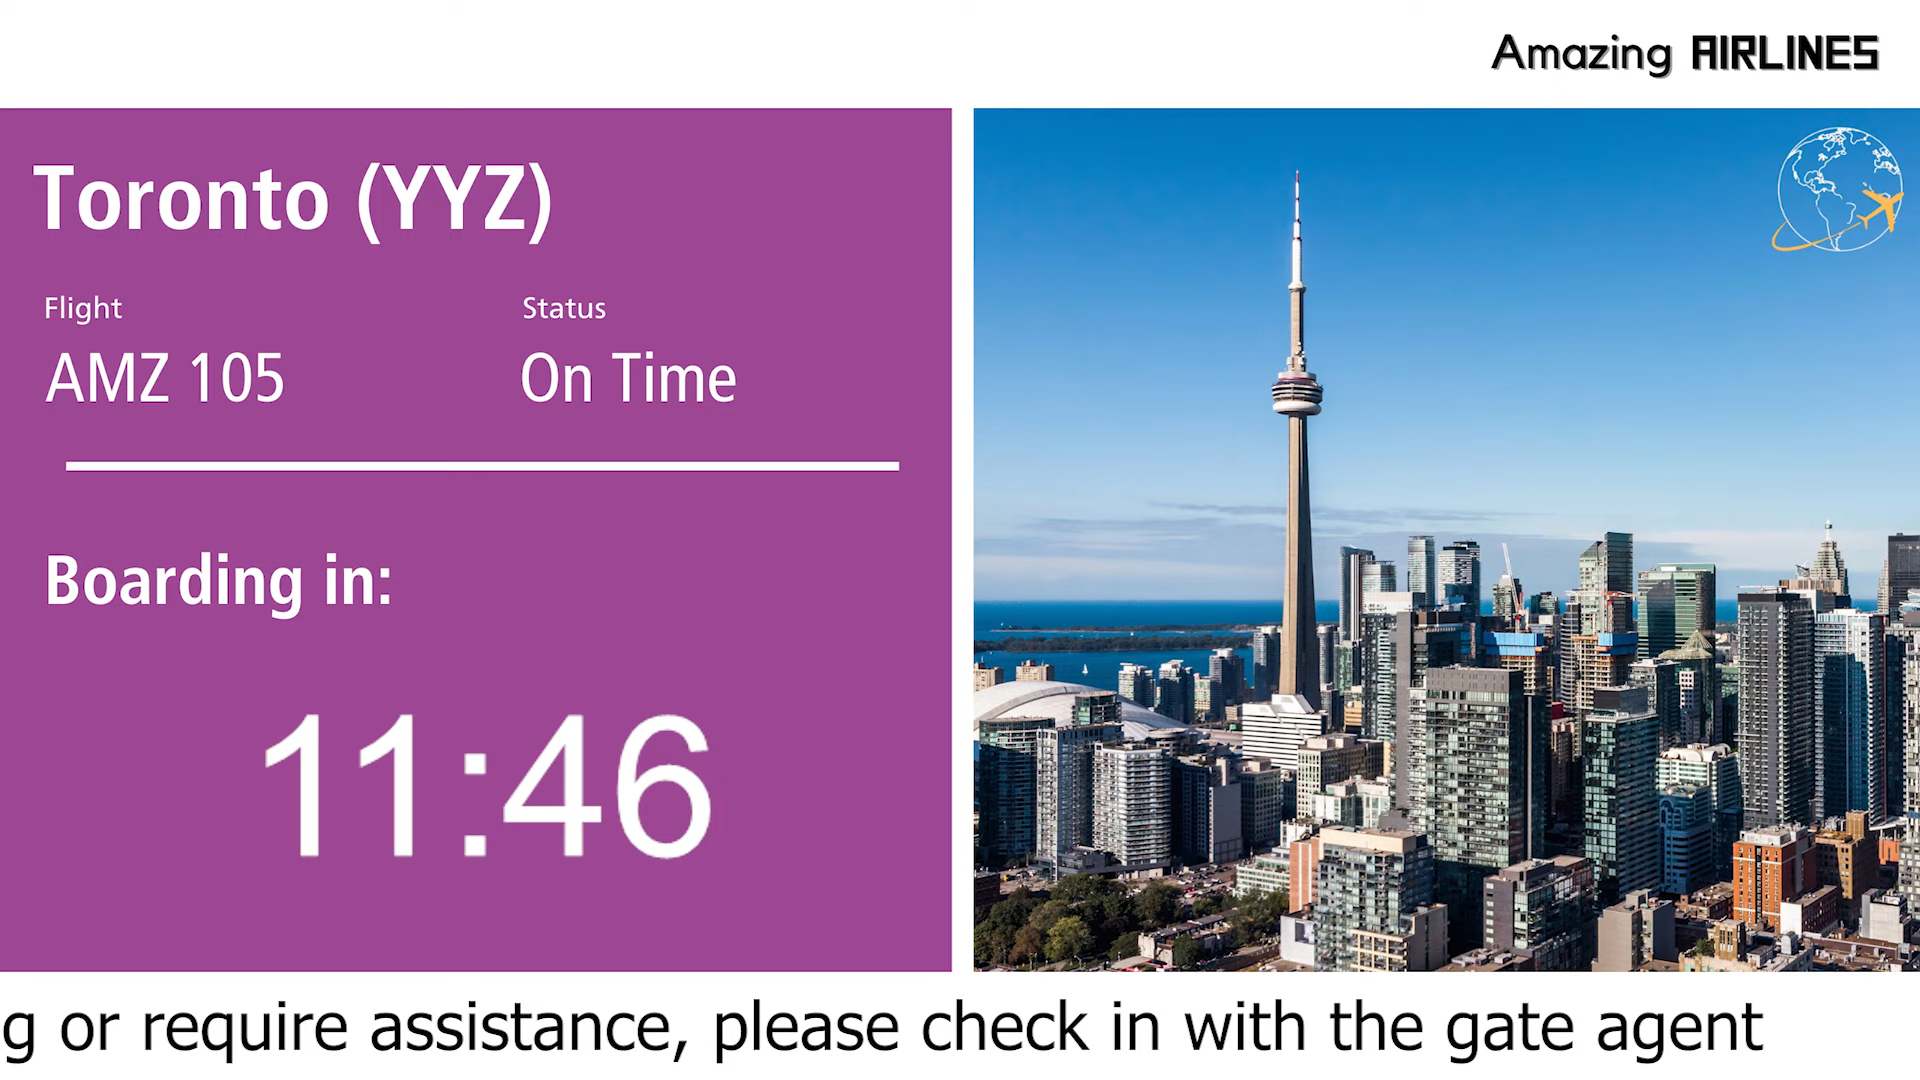 Amazing AIRLINES
Toronto (YYZ)
Flight
Status
AMZ 105
On Time
Boarding in:
11:46
g or require assistance, please check in with the gate agent